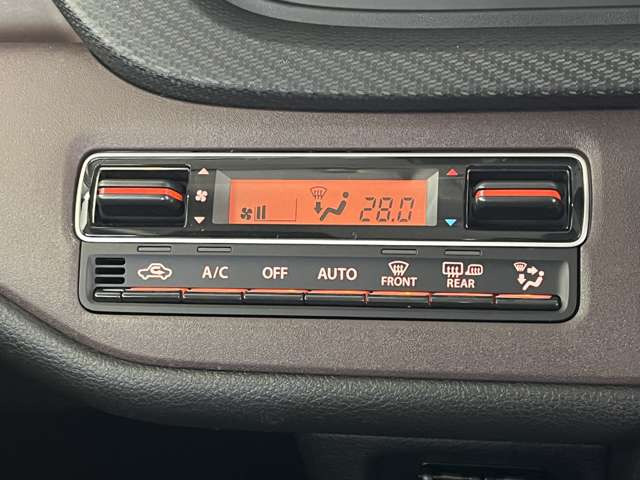 28.0
A/C OFF AUTO FRONT REAR